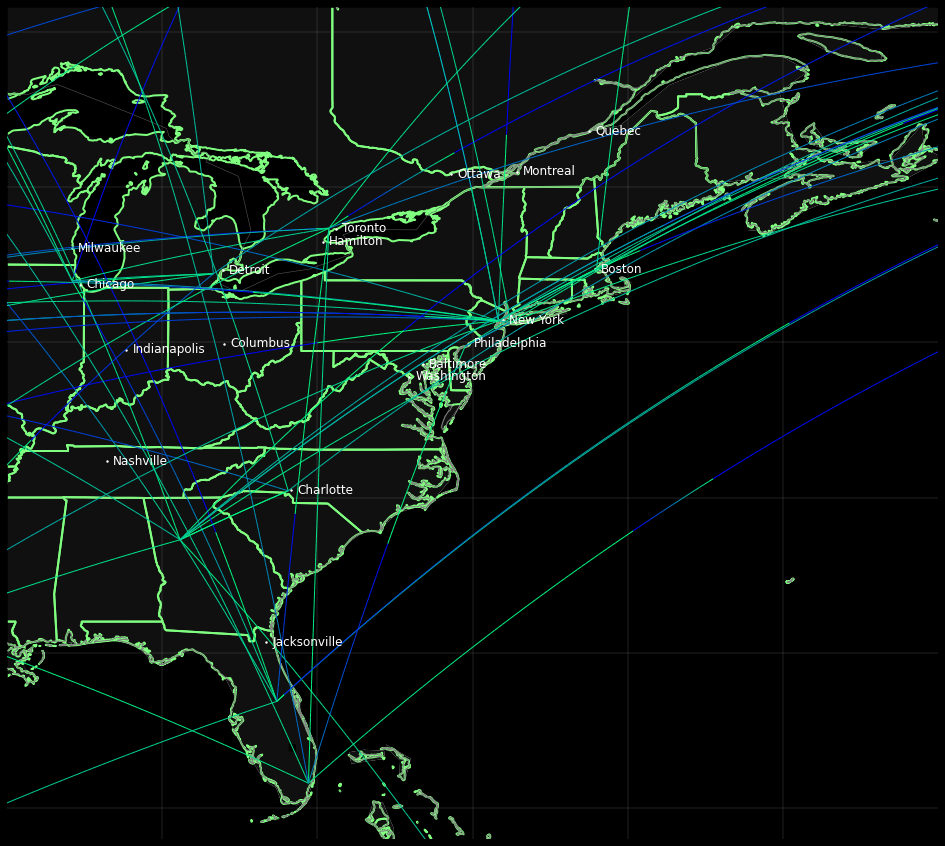 Quebec
Ottawa
Montreal
Toronto
Hamilton
Milwaukee
Detroit
Boston
Chicago
New York
Columbus
Philadelphia
Indianapolis
Baltimore
Washington
Nashville
Charlotte
Jacksonville